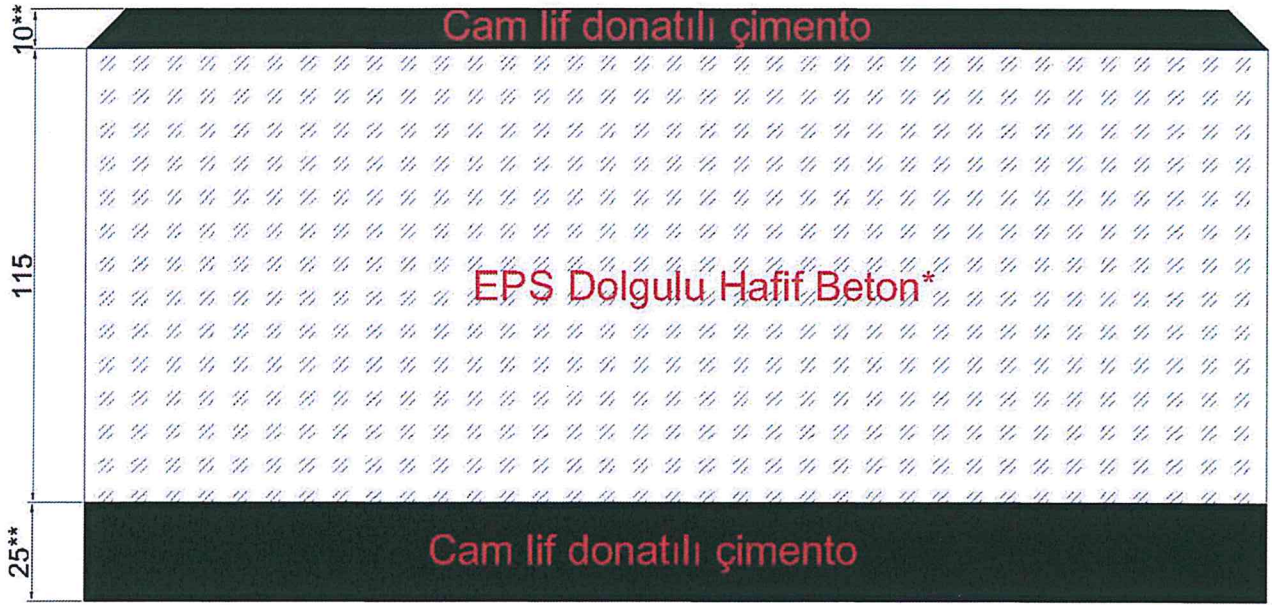 10**
Cam lif donatılı çimento
115
EPS Dolgulu Hafif Beton*
25**
Cam lif donatılı çimento